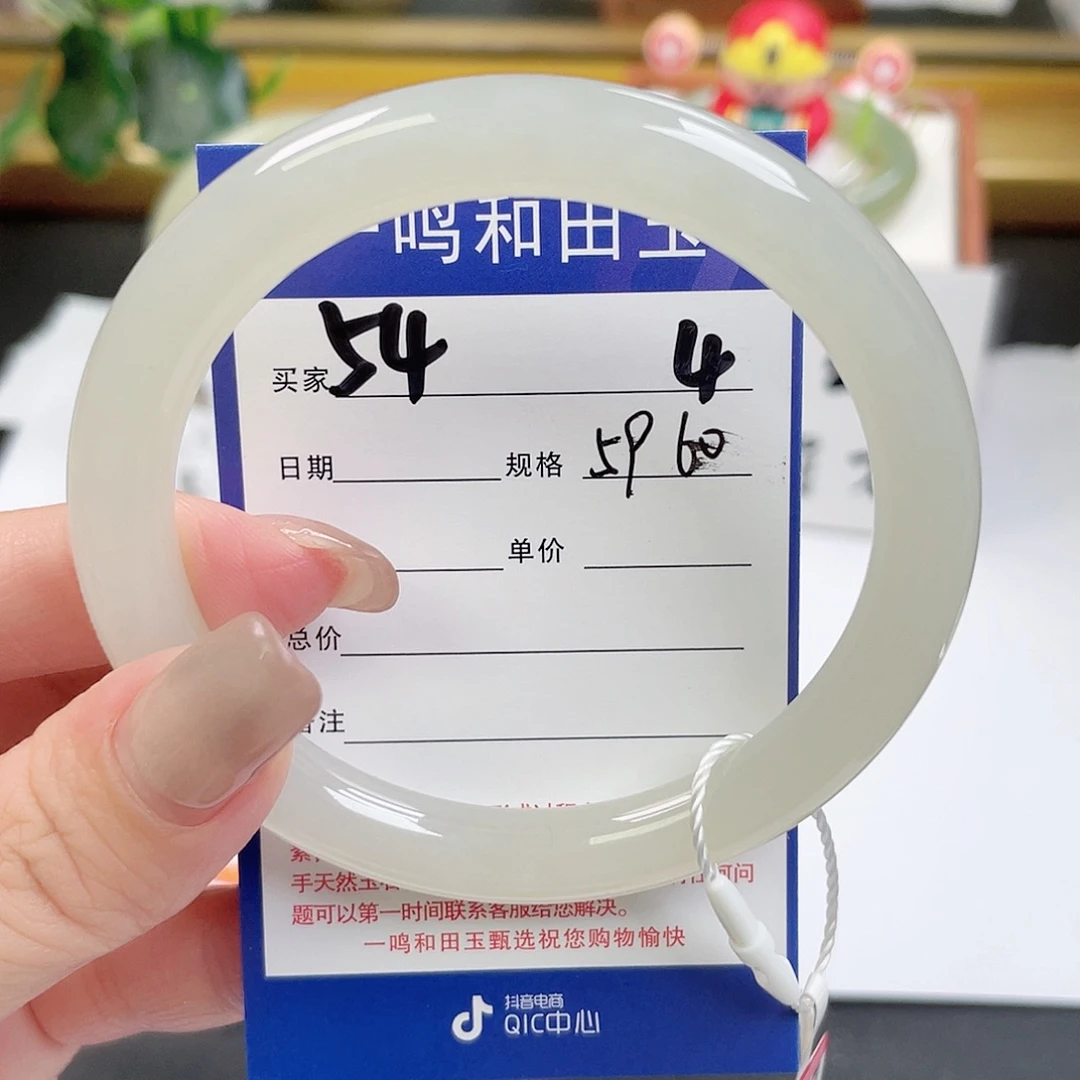 一鸣和田玉
买家 54 4
日期 规格 59 60
单价
总价
备注
手天然玉石
何问
题可以第一时间联系客服给您解决。
一鸣和田玉甄选祝您购物愉快
抖音电商
QIC中心